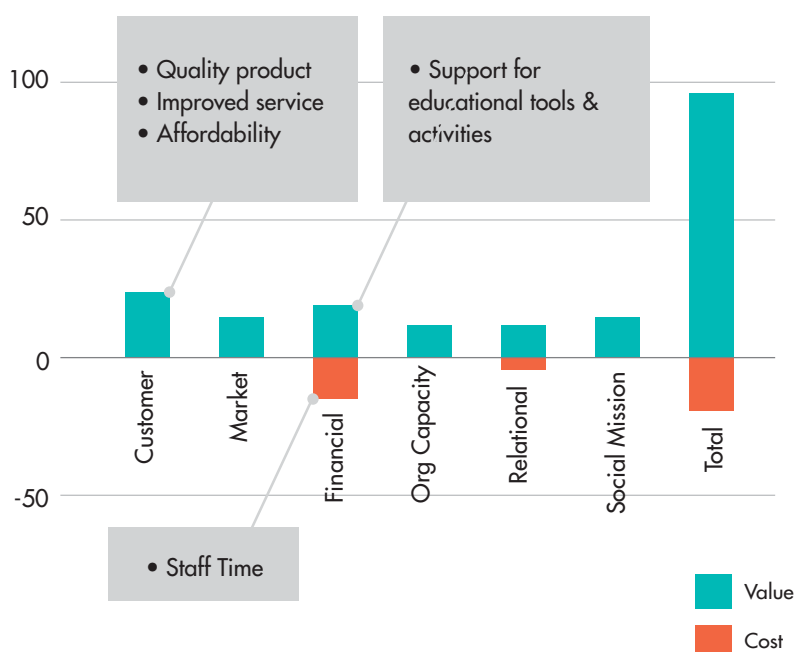 • Quality product
• Improved service
• Affordability
• Support for
educational tools &
activities
100
50
0
-50
Customer
Market
Financial
Org Capacity
Relational
Social Mission
Total
• Staff Time
Value
Cost